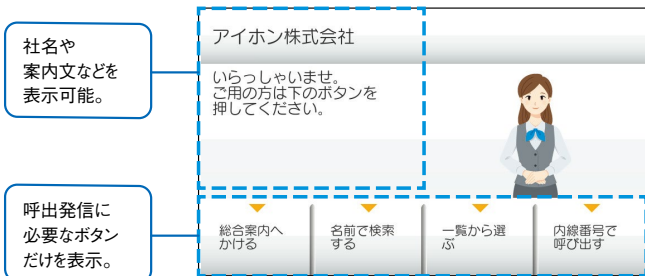 社名や
案内文などを
表示可能。
アイホン株式会社
いらっしゃいませ。
ご用の方は下のボタンを
押してください。
呼出発信に
必要なボタン
だけを表示。
総合案内へ
かける
名前で検索
する
一覧から選
ぶ
内線番号で
呼び出す